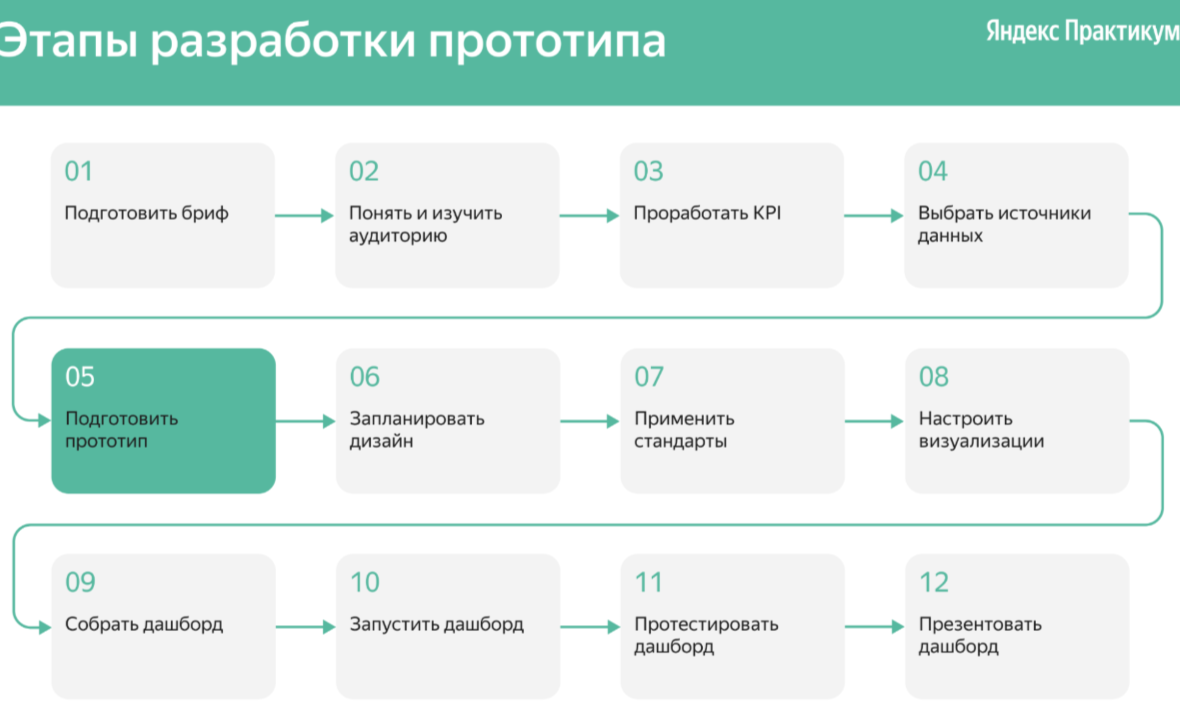 Этапы разработки прототипа
Яндекс Практикум
01
Подготовить бриф
02
Понять и изучить
аудиторию
03
Проработать KPI
04
Выбрать источники
данных
05
Подготовить
прототип
06
Запланировать
дизайн
07
Применить
стандарты
08
Настроить
визуализации
09
Собрать дашборд
10
Запустить дашборд
11
Протестировать
дашборд
12
Презентовать
дашборд